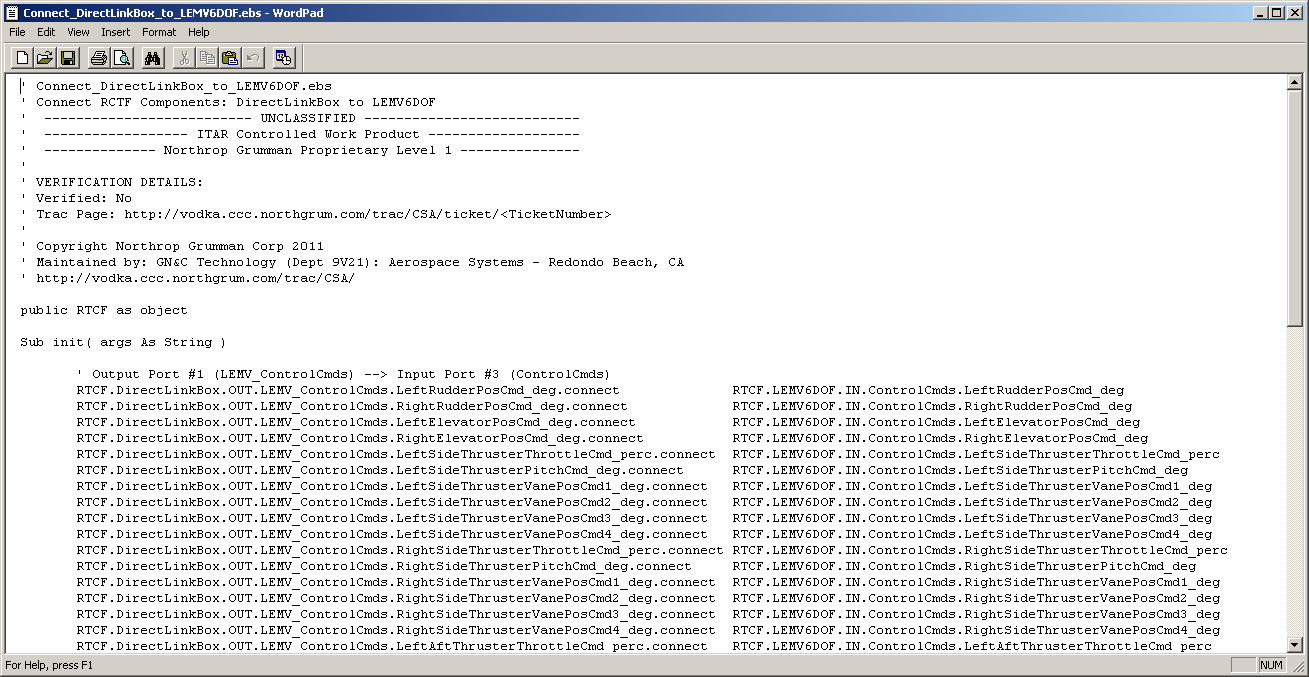 Connect_DirectLinkBox_to_LEMV6DOF.ebs - WordPad
File Edit View Insert Format Help
' Connect_DirectLinkBox_to_LEMV6DOF.ebs
' Connect RCTF Components: DirectLinkBox to LEMV6DOF
' -------------------------- UNCLASSIFIED ---------------------------
' ------------------ ITAR Controlled Work Product -------------------
' -------------- Northrop Grumman Proprietary Level 1 ---------------
'
' VERIFICATION DETAILS:
' Verified: No
' Trac Page: http://vodka.ccc.northgrum.com/trac/CSA/ticket/<TicketNumber>
'
' Copyright Northrop Grumman Corp 2011
' Maintained by: GN&C Technology (Dept 9V21): Aerospace Systems - Redondo Beach, CA
' http://vodka.ccc.northgrum.com/trac/CSA/
public RTCF as object
Sub init( args As String )
' Output Port #1 (LEMV_ControlCmds) --> Input Port #3 (ControlCmds)
RTCF.DirectLinkBox.OUT.LEMV_ControlCmds.LeftRudderPosCmd_deg.connect RTCF.LEMV6DOF.IN.ControlCmds.LeftRudderPosCmd_deg
RTCF.DirectLinkBox.OUT.LEMV_ControlCmds.RightRudderPosCmd_deg.connect RTCF.LEMV6DOF.IN.ControlCmds.RightRudderPosCmd_deg
RTCF.DirectLinkBox.OUT.LEMV_ControlCmds.LeftElevatorPosCmd_deg.connect RTCF.LEMV6DOF.IN.ControlCmds.LeftElevatorPosCmd_deg
RTCF.DirectLinkBox.OUT.LEMV_ControlCmds.RightElevatorPosCmd_deg.connect RTCF.LEMV6DOF.IN.ControlCmds.RightElevatorPosCmd_deg
RTCF.DirectLinkBox.OUT.LEMV_ControlCmds.LeftSideThrusterThrottleCmd_perc.connect RTCF.LEMV6DOF.IN.ControlCmds.LeftSideThrusterThrottleCmd_perc
RTCF.DirectLinkBox.OUT.LEMV_ControlCmds.LeftSideThrusterPitchCmd_deg.connect RTCF.LEMV6DOF.IN.ControlCmds.LeftSideThrusterPitchCmd_deg
RTCF.DirectLinkBox.OUT.LEMV_ControlCmds.LeftSideThrusterVanePosCmd1_deg.connect RTCF.LEMV6DOF.IN.ControlCmds.LeftSideThrusterVanePosCmd1_deg
RTCF.DirectLinkBox.OUT.LEMV_ControlCmds.LeftSideThrusterVanePosCmd2_deg.connect RTCF.LEMV6DOF.IN.ControlCmds.LeftSideThrusterVanePosCmd2_deg
RTCF.DirectLinkBox.OUT.LEMV_ControlCmds.LeftSideThrusterVanePosCmd3_deg.connect RTCF.LEMV6DOF.IN.ControlCmds.LeftSideThrusterVanePosCmd3_deg
RTCF.DirectLinkBox.OUT.LEMV_ControlCmds.LeftSideThrusterVanePosCmd4_deg.connect RTCF.LEMV6DOF.IN.ControlCmds.LeftSideThrusterVanePosCmd4_deg
RTCF.DirectLinkBox.OUT.LEMV_ControlCmds.RightSideThrusterThrottleCmd_perc.connect RTCF.LEMV6DOF.IN.ControlCmds.RightSideThrusterThrottleCmd_perc
RTCF.DirectLinkBox.OUT.LEMV_ControlCmds.RightSideThrusterPitchCmd_deg.connect RTCF.LEMV6DOF.IN.ControlCmds.RightSideThrusterPitchCmd_deg
RTCF.DirectLinkBox.OUT.LEMV_ControlCmds.RightSideThrusterVanePosCmd1_deg.connect RTCF.LEMV6DOF.IN.ControlCmds.RightSideThrusterVanePosCmd1_deg
RTCF.DirectLinkBox.OUT.LEMV_ControlCmds.RightSideThrusterVanePosCmd2_deg.connect RTCF.LEMV6DOF.IN.ControlCmds.RightSideThrusterVanePosCmd2_deg
RTCF.DirectLinkBox.OUT.LEMV_ControlCmds.RightSideThrusterVanePosCmd3_deg.connect RTCF.LEMV6DOF.IN.ControlCmds.RightSideThrusterVanePosCmd3_deg
RTCF.DirectLinkBox.OUT.LEMV_ControlCmds.RightSideThrusterVanePosCmd4_deg.connect RTCF.LEMV6DOF.IN.ControlCmds.RightSideThrusterVanePosCmd4_deg
RTCF.DirectLinkBox.OUT.LEMV_ControlCmds.LeftAftThrusterThrottleCmd_perc.connect RTCF.LEMV6DOF.IN.ControlCmds.LeftAftThrusterThrottleCmd_perc
For Help, press F1 NUM